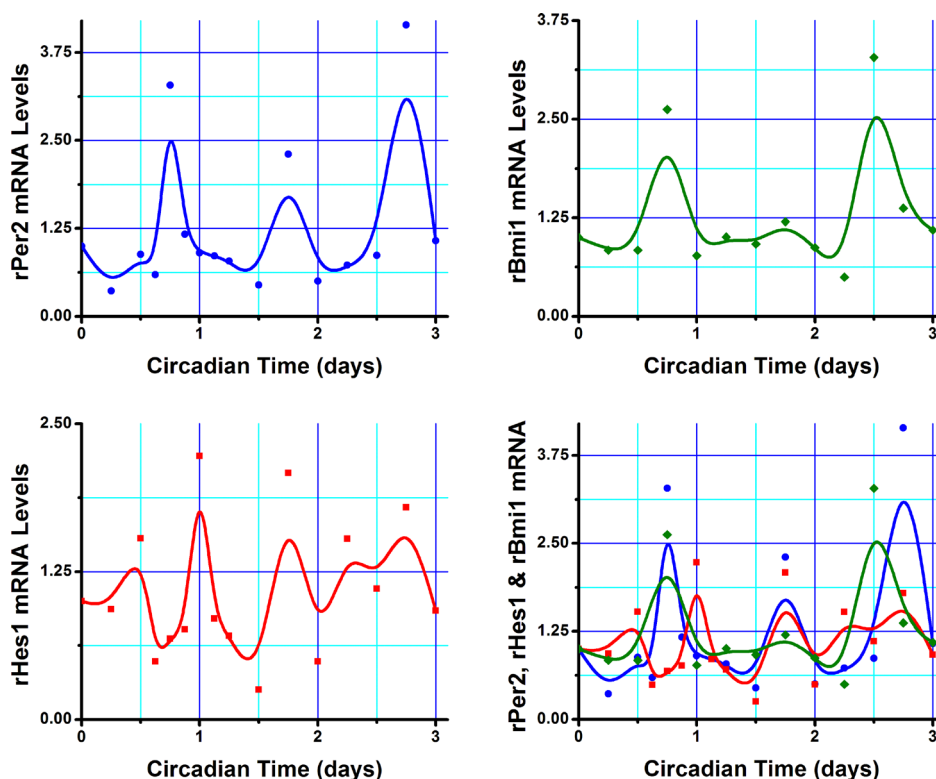 rPer2 mRNA Levels
3.75
2.50
1.25
0.00
0 1 2 3
Circadian Time (days)
rBmi1 mRNA Levels
3.75
2.50
1.25
0.00
0 1 2 3
Circadian Time (days)
rHes1 mRNA Levels
2.50
1.25
0.00
0 1 2 3
Circadian Time (days)
rPer2, rHes1 & rBmi1 mRNA
3.75
2.50
1.25
0.00
0 1 2 3
Circadian Time (days)